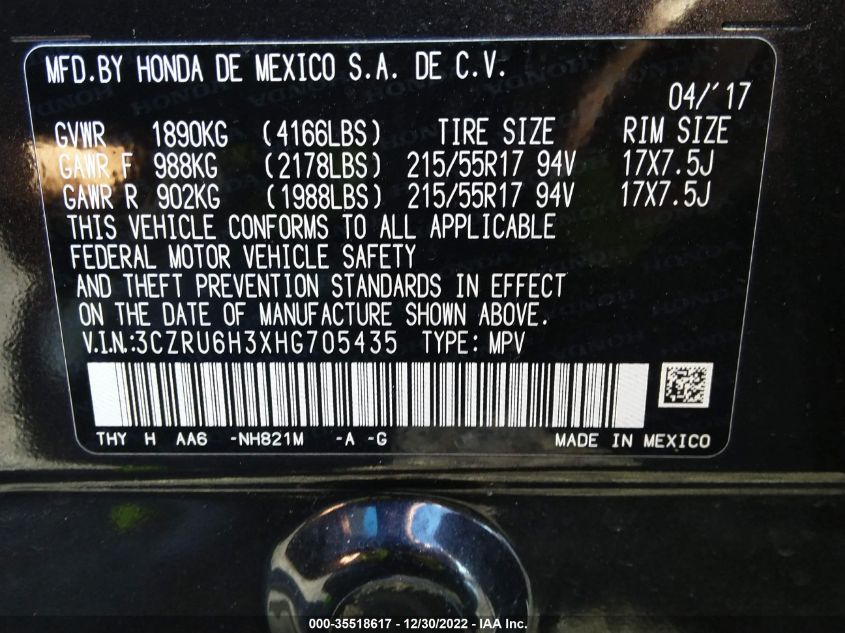 MFD.BY HONDA DE MEXICO S.A. DE C.V.
04/'17
GVWR 1890KG (4166LBS) TIRE SIZE RIM SIZE
GAWR F 988KG (2178LBS) 215/55R17 94V 17X7.5J
GAWR R 902KG (1988LBS) 215/55R17 94V 17X7.5J
THIS VEHICLE CONFORMS TO ALL APPLICABLE
FEDERAL MOTOR VEHICLE SAFETY
AND THEFT PREVENTION STANDARDS IN EFFECT
ON THE DATE OF MANUFACTURE SHOWN ABOVE.
V.I.N.:3CZRU6H3XHG705435 TYPE: MPV
THY H AA6 -NH821M -A -G MADE IN MEXICO
000-35518617 - 12/30/2022 - IAA Inc.